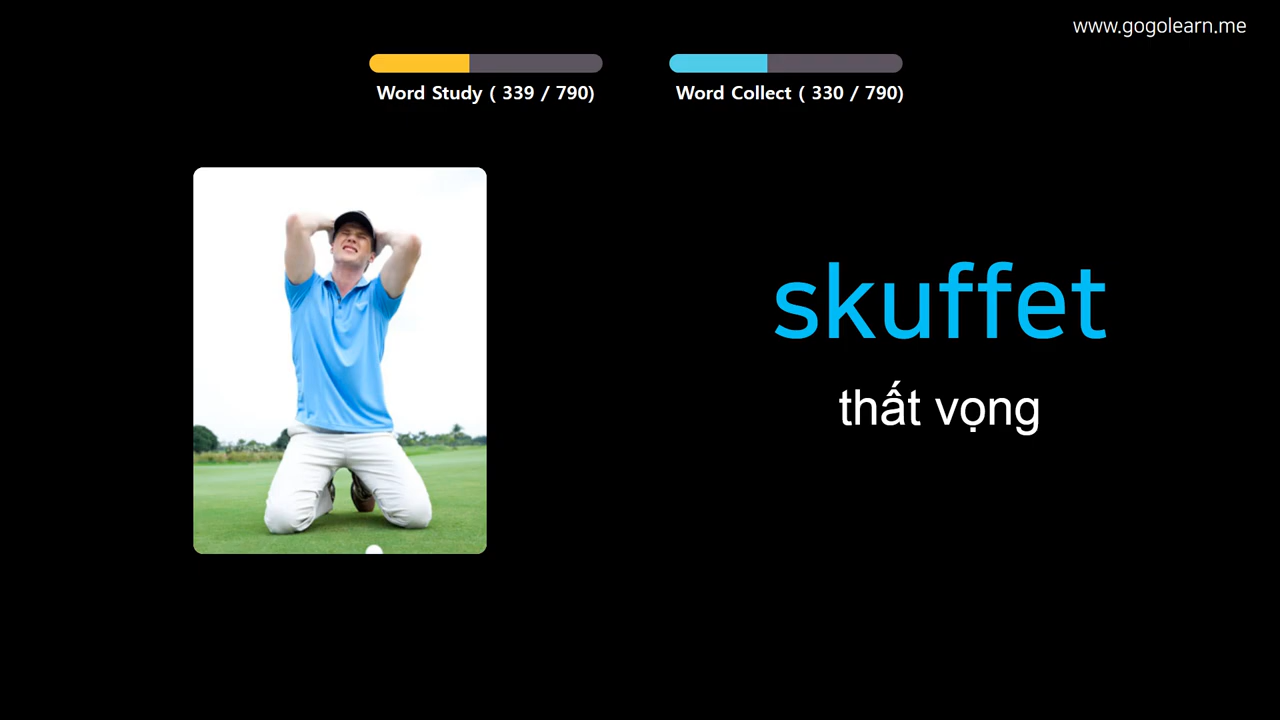 www.gogolearn.me
Word Study ( 339 / 790)
Word Collect ( 330 / 790)
skuffet
thất vọng